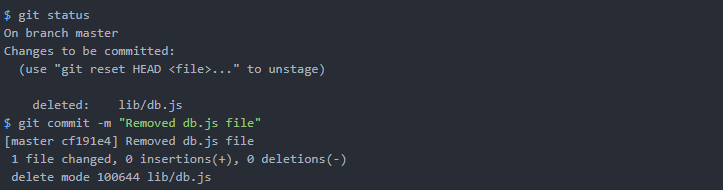 $ git status
On branch master
Changes to be committed:
  (use "git reset HEAD <file>..." to unstage)

    deleted:    lib/db.js
$ git commit -m "Removed db.js file"
[master cf191e4] Removed db.js file
 1 file changed, 0 insertions(+), 0 deletions(-)
 delete mode 100644 lib/db.js